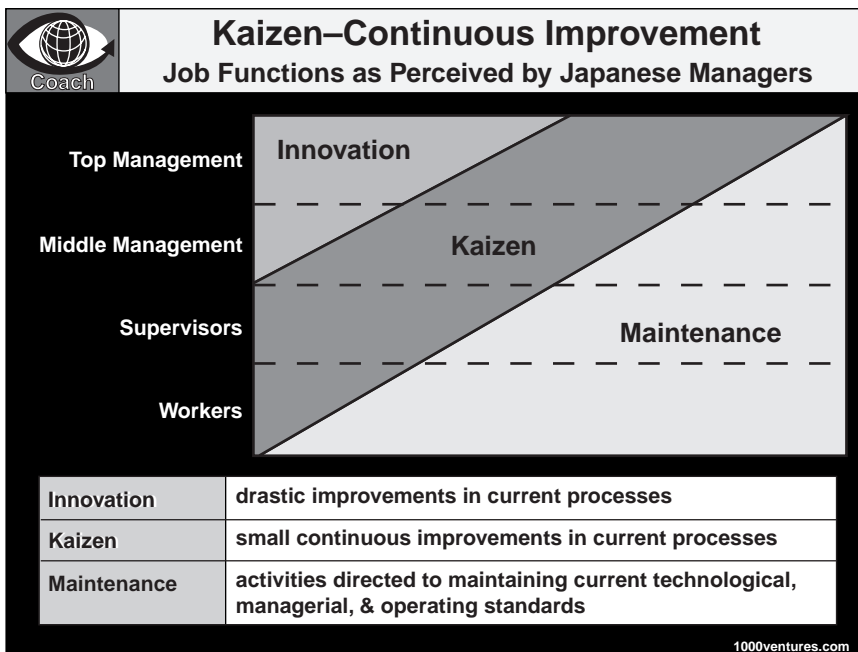 Coach
Kaizen–Continuous Improvement
Job Functions as Perceived by Japanese Managers
Top Management
Innovation
Middle Management
Kaizen
Supervisors
Maintenance
Workers
Innovation
drastic improvements in current processes
Kaizen
small continuous improvements in current processes
Maintenance
activities directed to maintaining current technological,
managerial, & operating standards
1000ventures.com